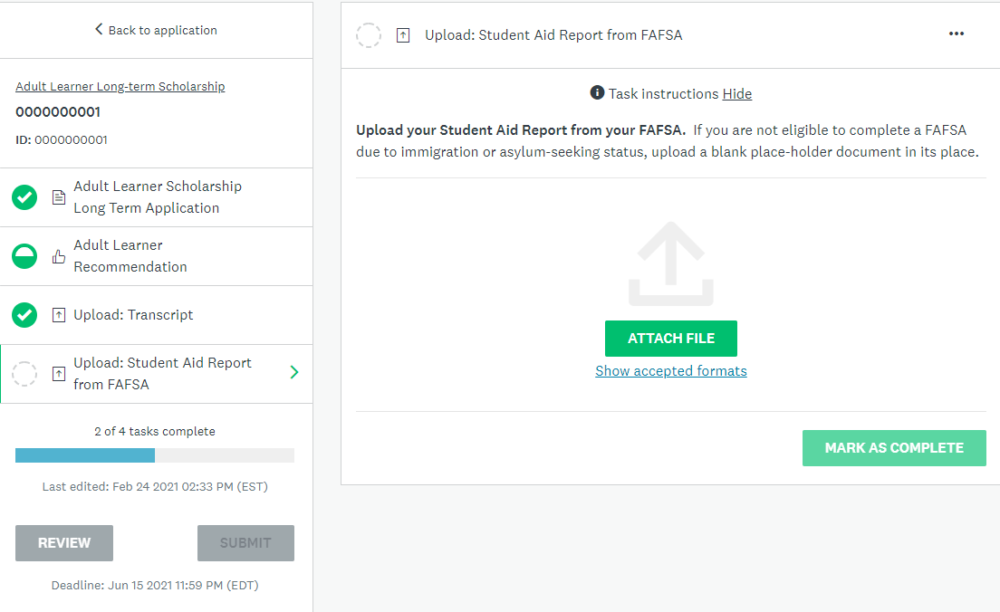 Back to application
Adult Learner Long-term Scholarship
0000000001
ID: 0000000001
Adult Learner Scholarship
Long Term Application
Adult Learner
Recommendation
Upload: Transcript
Upload: Student Aid Report
from FAFSA
2 of 4 tasks complete
Last edited: Feb 24 2021 02:33 PM (EST)
REVIEW
SUBMIT
Deadline: Jun 15 2021 11:59 PM (EDT)
Upload: Student Aid Report from FAFSA
Task instructions Hide
Upload your Student Aid Report from your FAFSA. If you are not eligible to complete a FAFSA
due to immigration or asylum-seeking status, upload a blank place-holder document in its place.
ATTACH FILE
Show accepted formats
MARK AS COMPLETE